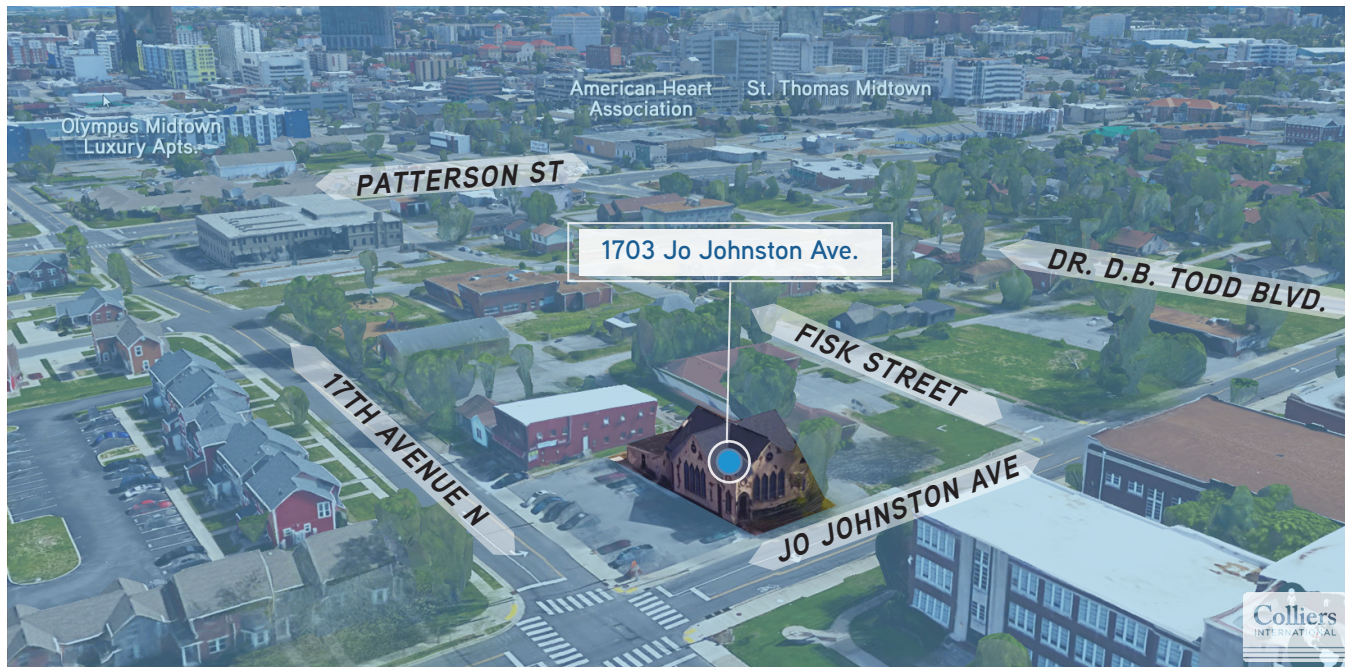 American Heart
Association
St. Thomas Midtown
Olympus Midtown
Luxury Apts.
PATTERSON ST
1703 Jo Johnston Ave.
DR. D.B. TODD BLVD.
FISK STREET
17TH AVENUE N
JO JOHNSTON AVE
Colliers
INTERNATIONAL